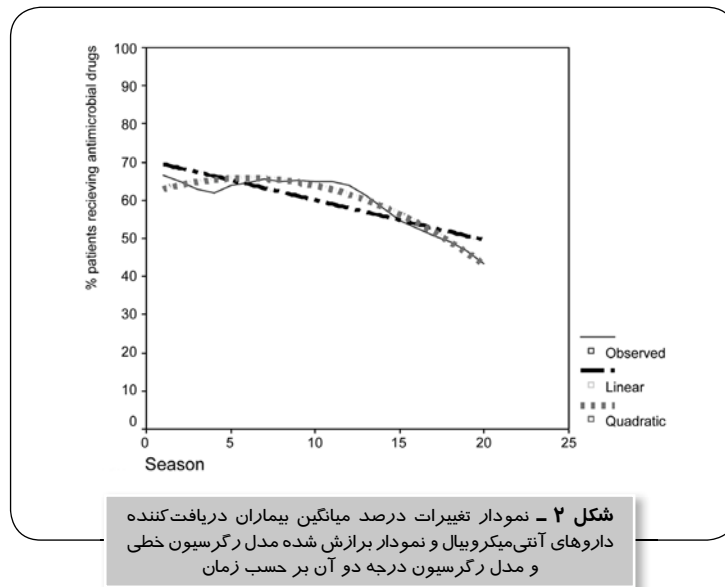 % patients recieving antimicrobial drugs
100
90
80
70
60
50
40
30
20
10
0
0 5 10 15 20 25
Season
Observed
Linear
Quadratic
شکل ۲ ـ نمودار تغییرات درصد میانگین بیماران دریافت‌کننده
داروهای آنتی‌میکروبیال و نمودار برازش شده مدل رگرسیون خطی
و مدل رگرسیون درجه دو آن بر حسب زمان